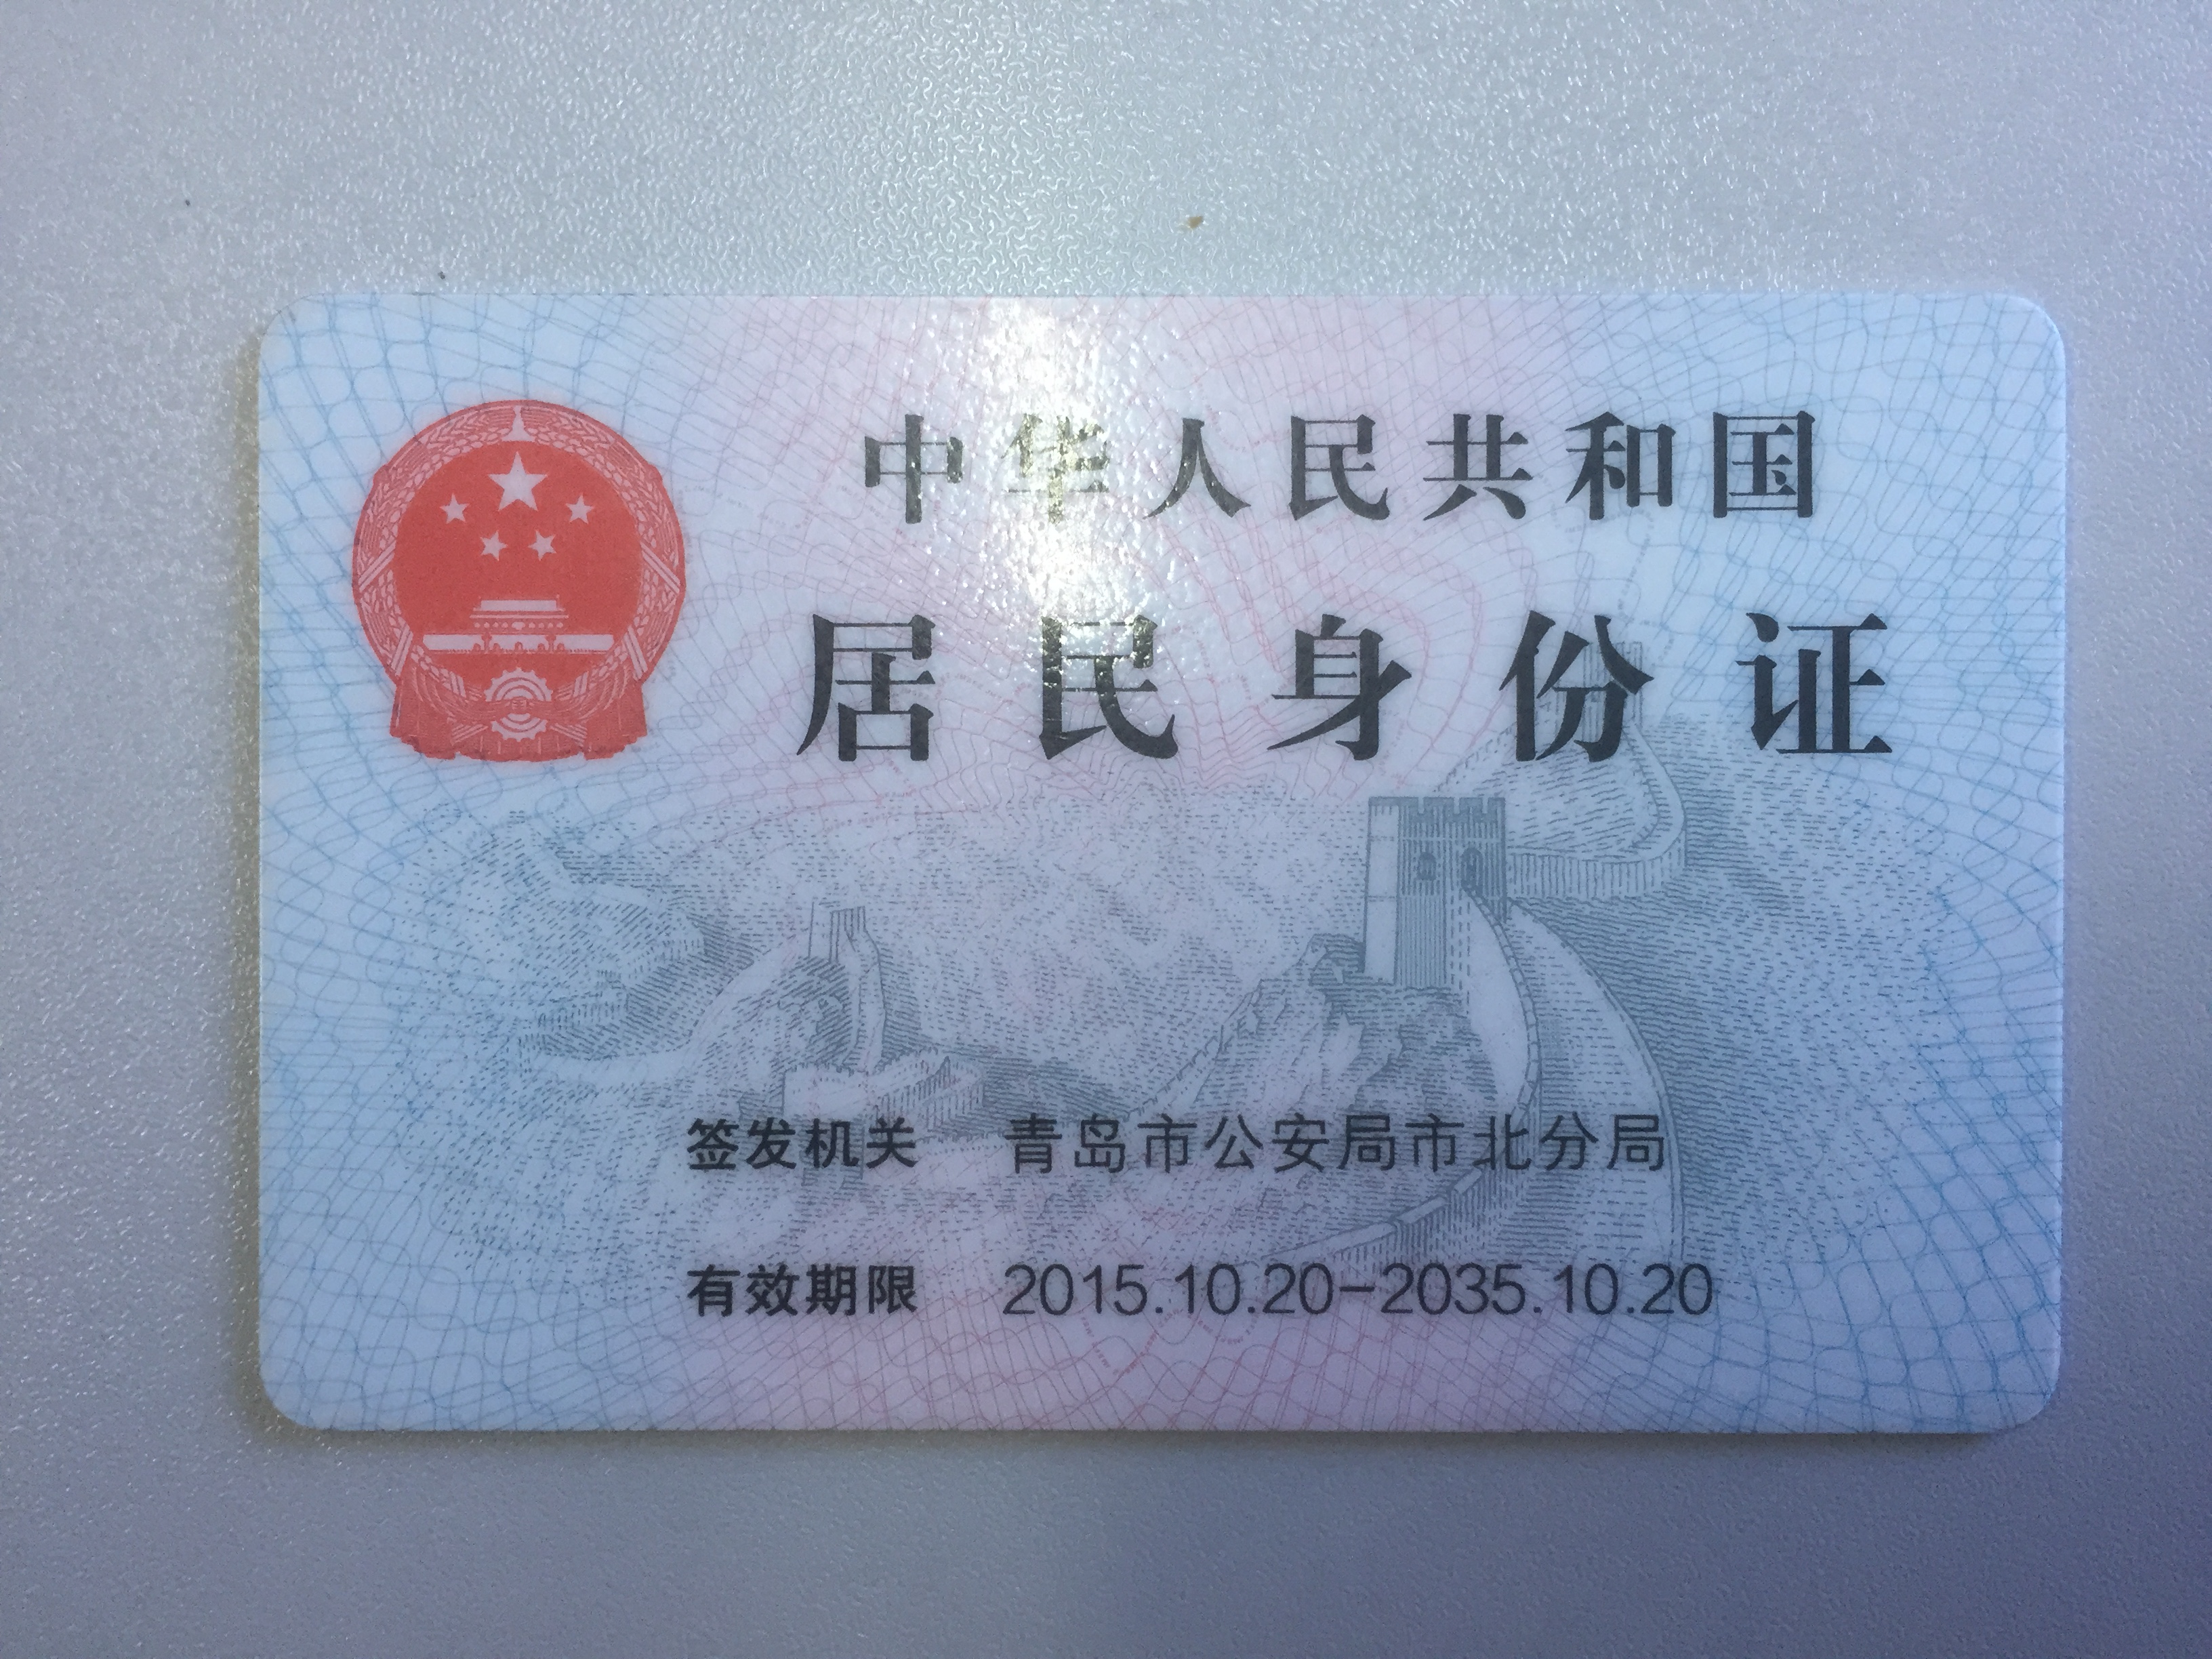 中华人民共和国
居民身份证
签发机关 青岛市公安局市北分局
有效期限 2015.10.20-2035.10.20